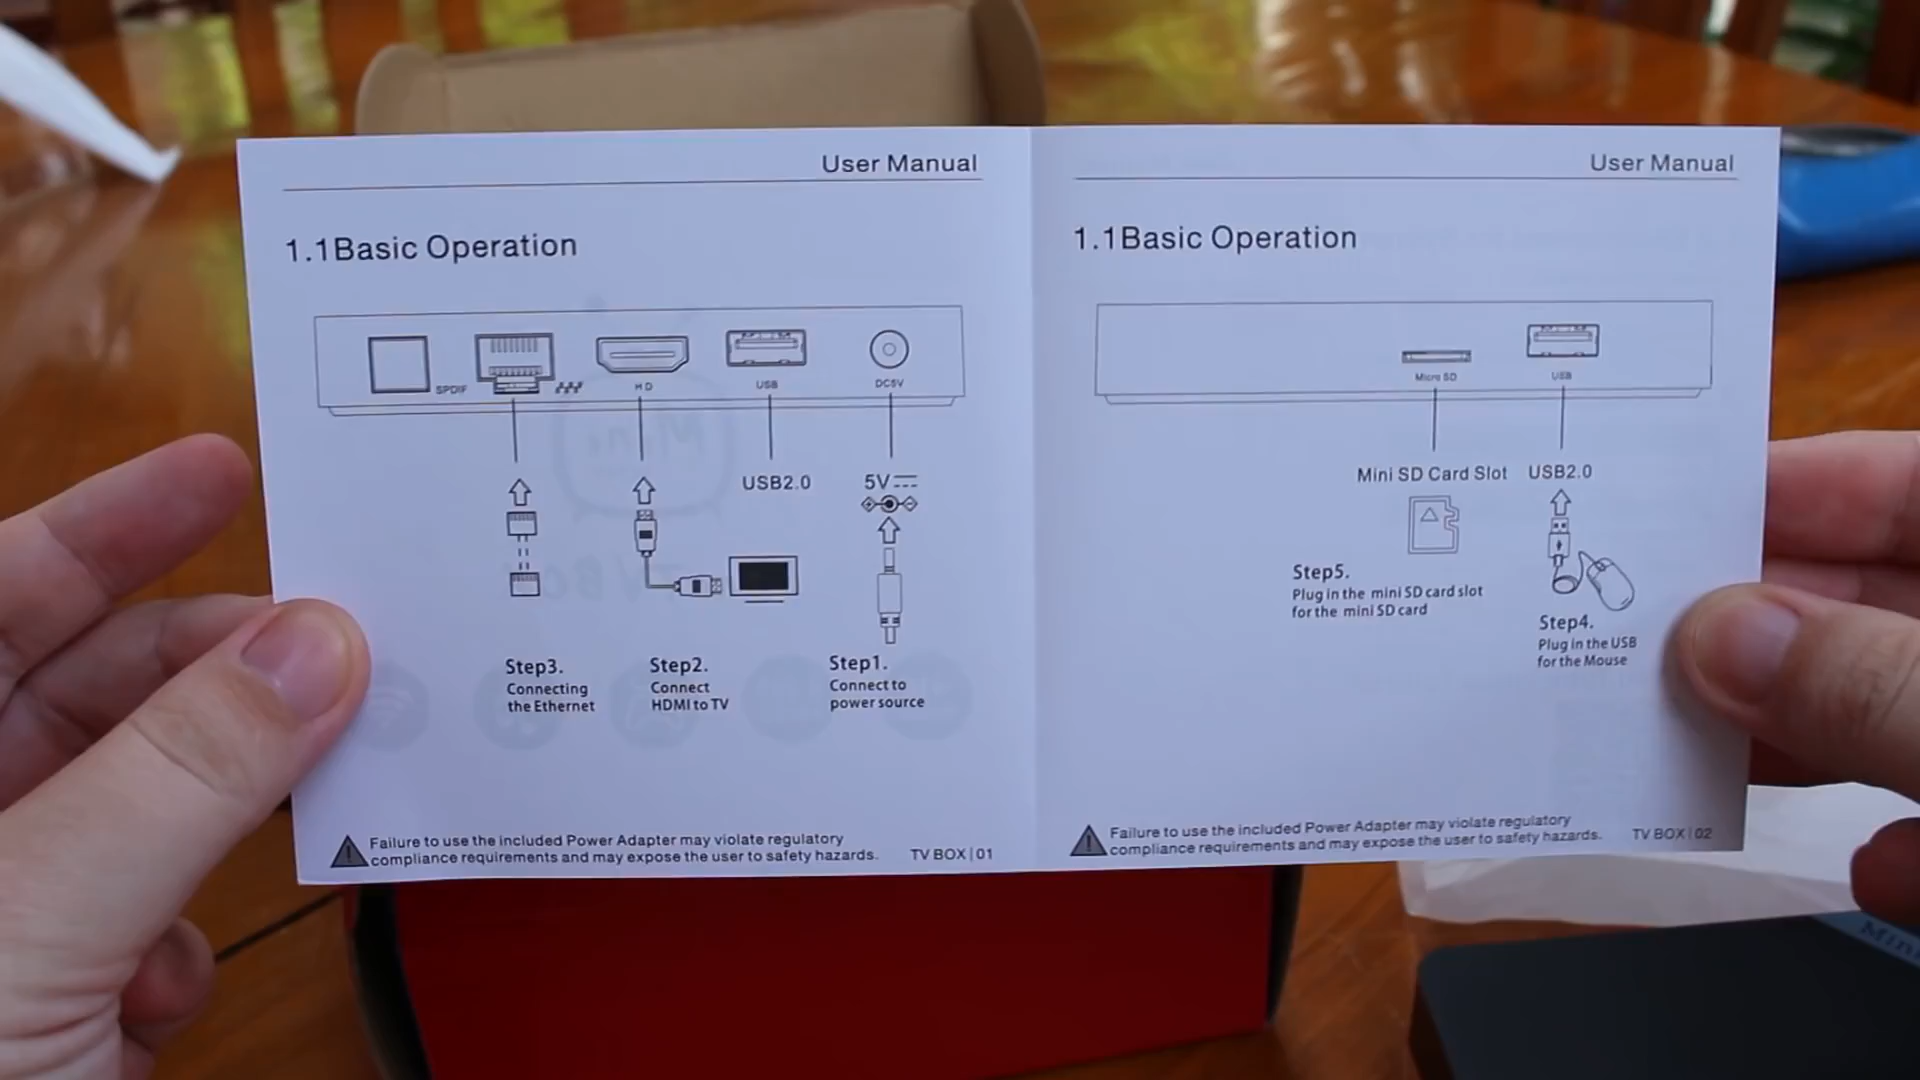 User Manual
1.1Basic Operation
SPDIF
HD
USB
DC5V
USB2.0
5V
Step3.
Connecting
the Ethernet
Step2.
Connect
HDMI to TV
Step1.
Connect to
power source
Failure to use the included Power Adapter may violate regulatory
compliance requirements and may expose the user to safety hazards.
TV BOX|01
User Manual
1.1Basic Operation
Micro SD
USB
Mini SD Card Slot
USB2.0
Step5.
Plug in the mini SD card slot
for the mini SD card
Step4.
Plug in the USB
for the Mouse
Failure to use the included Power Adapter may violate regulatory
compliance requirements and may expose the user to safety hazards.
TV BOX|02